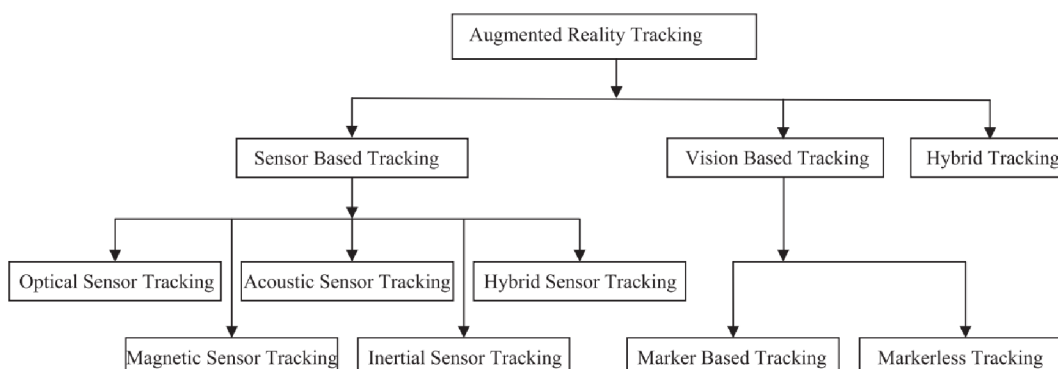 Augmented Reality Tracking
Sensor Based Tracking
Vision Based Tracking
Hybrid Tracking
Optical Sensor Tracking
Acoustic Sensor Tracking
Hybrid Sensor Tracking
Magnetic Sensor Tracking
Inertial Sensor Tracking
Marker Based Tracking
Markerless Tracking